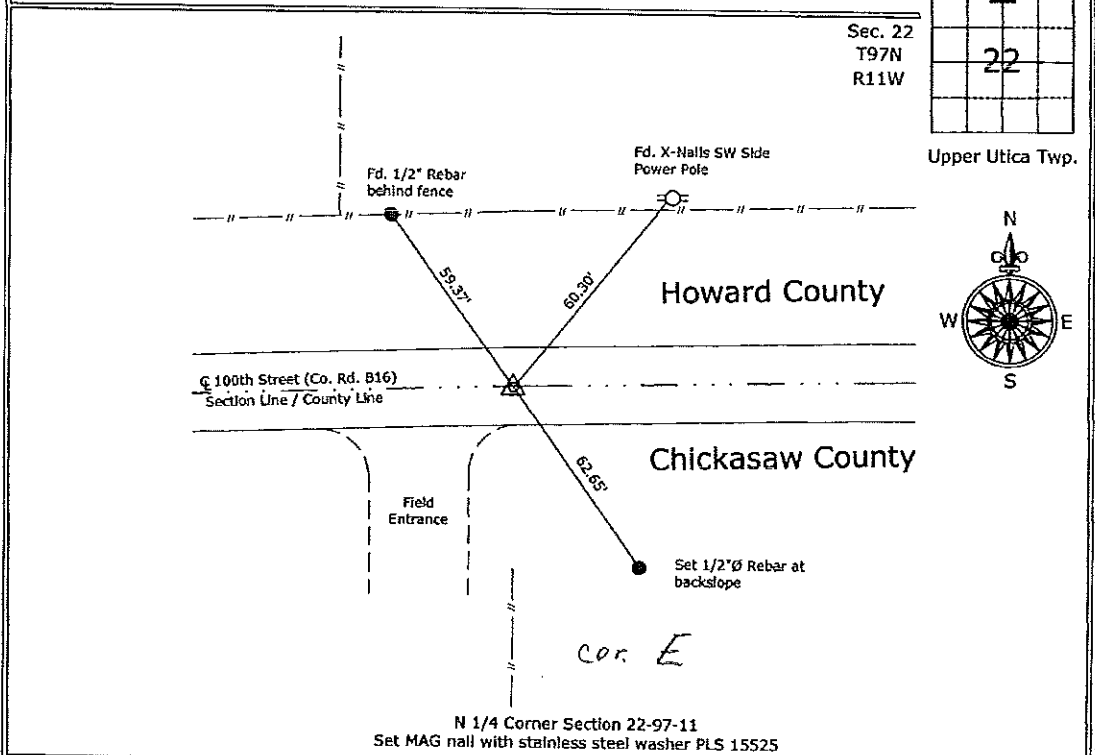 Sec. 22
T97N
R11W
22
Upper Utica Twp.
Fd. 1/2" Rebar
behind fence
Fd. X-Nails SW Side
Power Pole
59.37'
60.30'
Howard County
N
W
E
S
℄ 100th Street (Co. Rd. B16)
Section Line / County Line
Chickasaw County
62.65'
Field
Entrance
Set 1/2"Ø Rebar at
backslope
cor. E
N 1/4 Corner Section 22-97-11
Set MAG nail with stainless steel washer PLS 15525